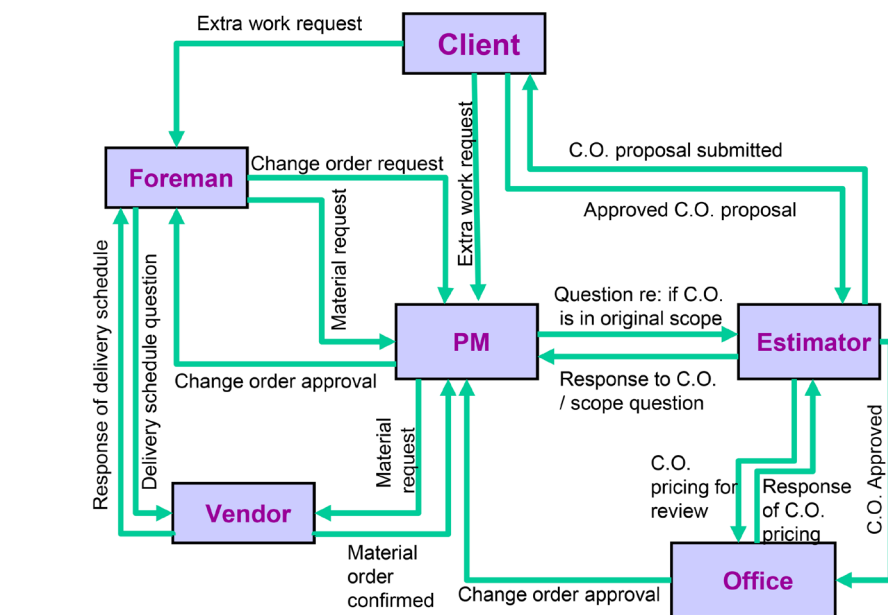 Extra work request
Client
C.O. proposal submitted
Foreman
Change order request
Extra work request
Approved C.O. proposal
Material request
Response of delivery schedule
Delivery schedule question
Question re: if C.O.
is in original scope
PM
Estimator
Change order approval
Response to C.O.
/ scope question
Material
request
C.O. Approved
C.O.
pricing for
review
Response
of C.O.
pricing
Vendor
Material
order
confirmed
Change order approval
Office